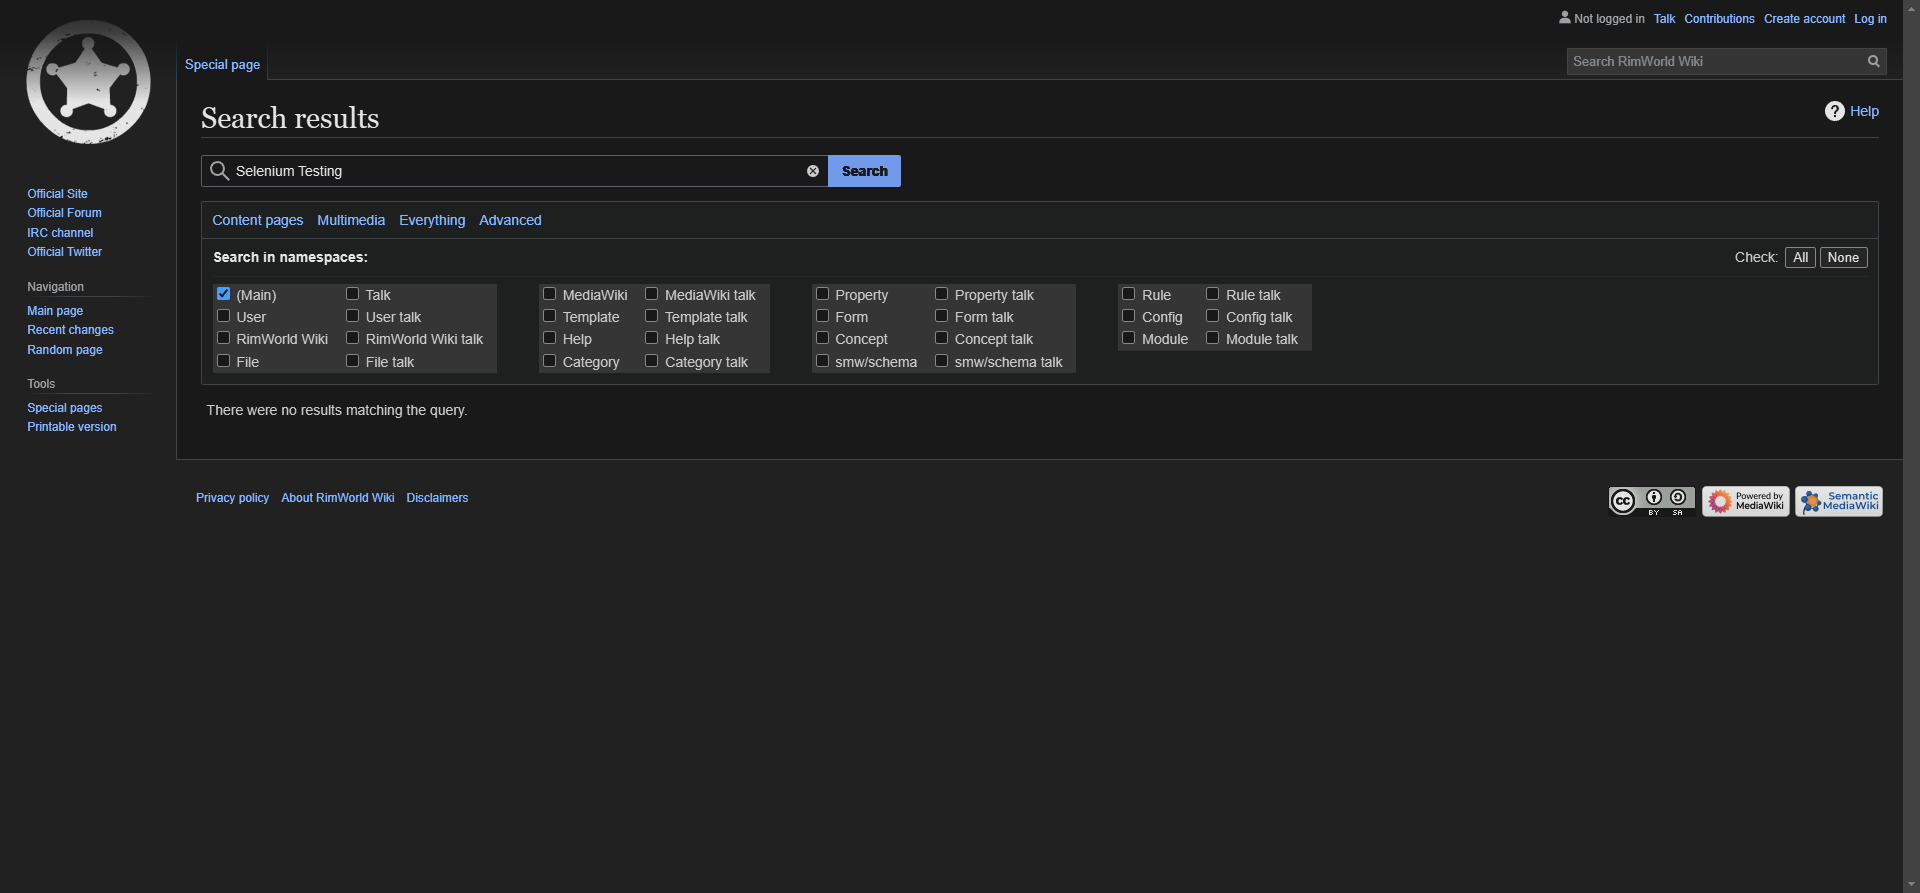 Not logged in Talk Contributions Create account Log in
Special page
Search RimWorld Wiki
Search results
Help
Selenium Testing
Search
Official Site
Official Forum
IRC channel
Official Twitter
Navigation
Main page
Recent changes
Random page
Tools
Special pages
Printable version
Content pages Multimedia Everything Advanced
Search in namespaces:
Check: All None
(Main) Talk MediaWiki MediaWiki talk Property Property talk Rule Rule talk
User User talk Template Template talk Form Form talk Config Config talk
RimWorld Wiki RimWorld Wiki talk Help Help talk Concept Concept talk Module Module talk
File File talk Category Category talk smw/schema smw/schema talk
There were no results matching the query.
Privacy policy About RimWorld Wiki Disclaimers
cc BY SA
Powered by
MediaWiki
Semantic
MediaWiki